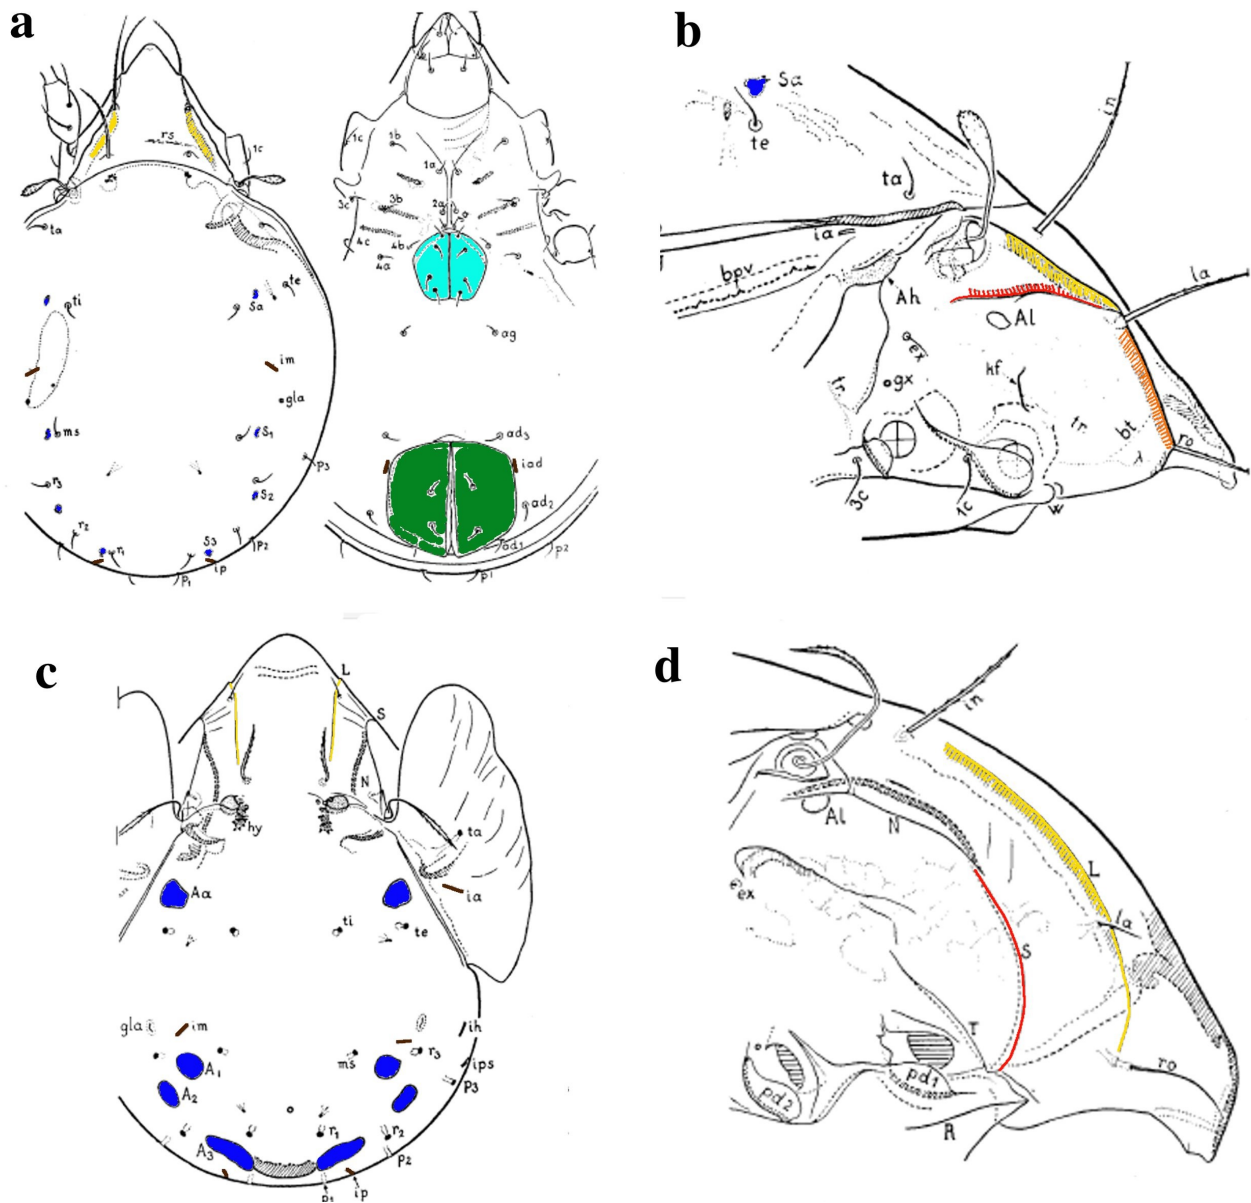 a
rs
1c
ta
te
ti
Sa
im
gla
ms
S1
p3
r3
S2
r2
S3
r1
p2
ip
p1
1c
1b
1a
3c
3b
2a
3a
4c
4b
4a
ag
ad3
iad
ad2
ad1
p2
p1
b
Sa
in
te
ta
ia
bpv
la
Ah
Al
ex
hf
gx
tr
tr
bt
ro
λ
3c
1c
w
c
L
S
N
hy
ta
Aa
ia
ti
te
gla
im
ih
ms
r3
A1
ips
A2
p3
r1
r2
A3
p2
p1
ip
d
in
Al
N
L
ex
la
S
T
ro
pd1
pd2
R